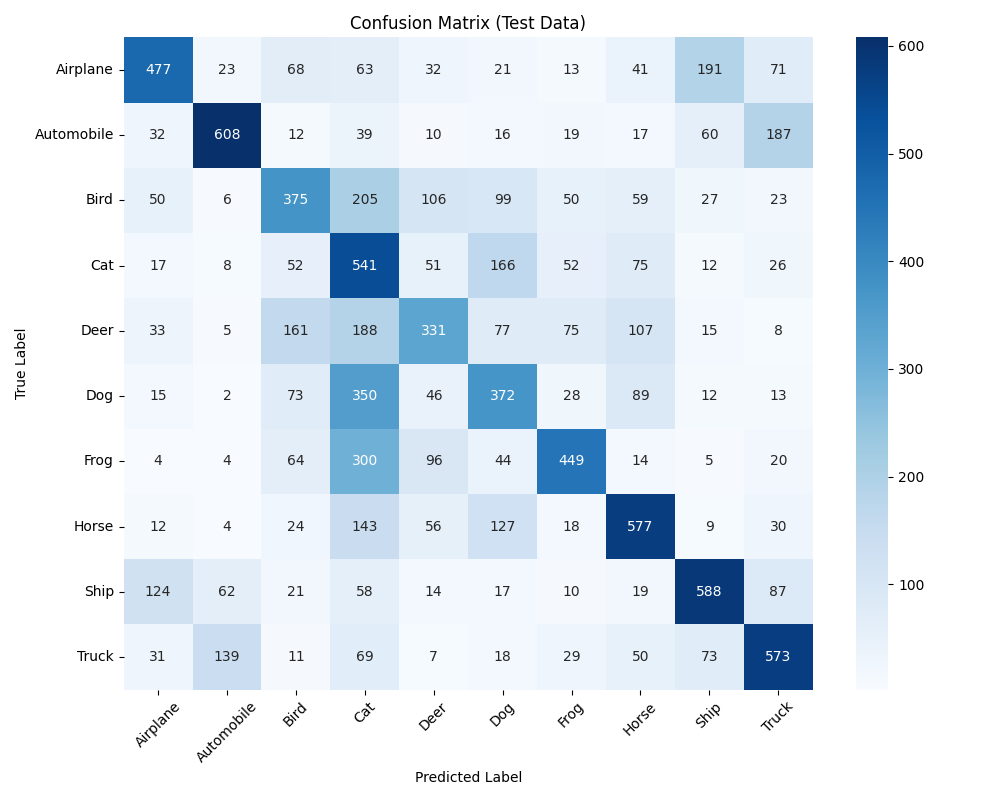 Confusion Matrix (Test Data)
Airplane 477 23 68 63 32 21 13 41 191 71
Automobile 32 608 12 39 10 16 19 17 60 187
Bird 50 6 375 205 106 99 50 59 27 23
Cat 17 8 52 541 51 166 52 75 12 26
Deer 33 5 161 188 331 77 75 107 15 8
Dog 15 2 73 350 46 372 28 89 12 13
Frog 4 4 64 300 96 44 449 14 5 20
Horse 12 4 24 143 56 127 18 577 9 30
Ship 124 62 21 58 14 17 10 19 588 87
Truck 31 139 11 69 7 18 29 50 73 573
Airplane Automobile Bird Cat Deer Dog Frog Horse Ship Truck
Predicted Label
True Label
600
500
400
300
200
100